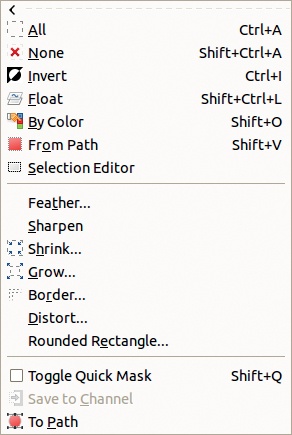 All Ctrl+A
None Shift+Ctrl+A
Invert Ctrl+I
Float Shift+Ctrl+L
By Color Shift+O
From Path Shift+V
Selection Editor
Feather...
Sharpen
Shrink...
Grow...
Border...
Distort...
Rounded Rectangle...
Toggle Quick Mask Shift+Q
Save to Channel
To Path